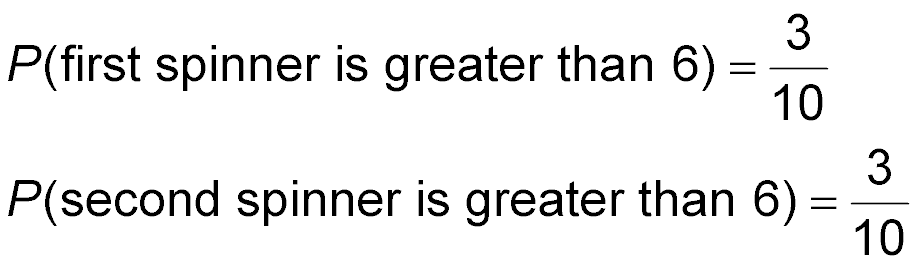 P(first spinner is greater than 6) = 3/10
P(second spinner is greater than 6) = 3/10